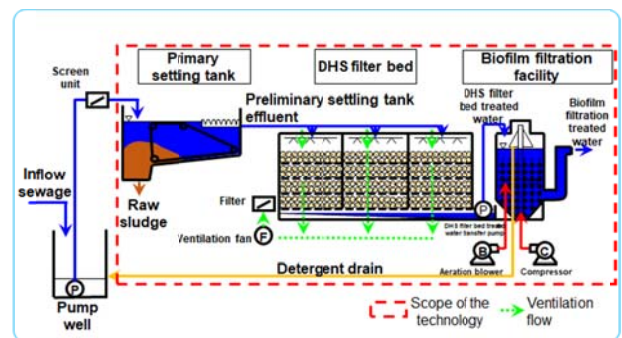 Primary
settling tank
DHS filter bed
Biofilm filtration
facility
Screen
unit
Preliminary settling tank
effluent
DHS filter
bed treated
water
Biofilm
filtration
treated
water
Inflow
sewage
Raw
sludge
Filter
Ventilation fan
F
P
DHS filter bed treated
water transfer pump
B
Aeration blower
C
Compressor
Detergent drain
P
Pump
well
Scope of the
technology
Ventilation
flow